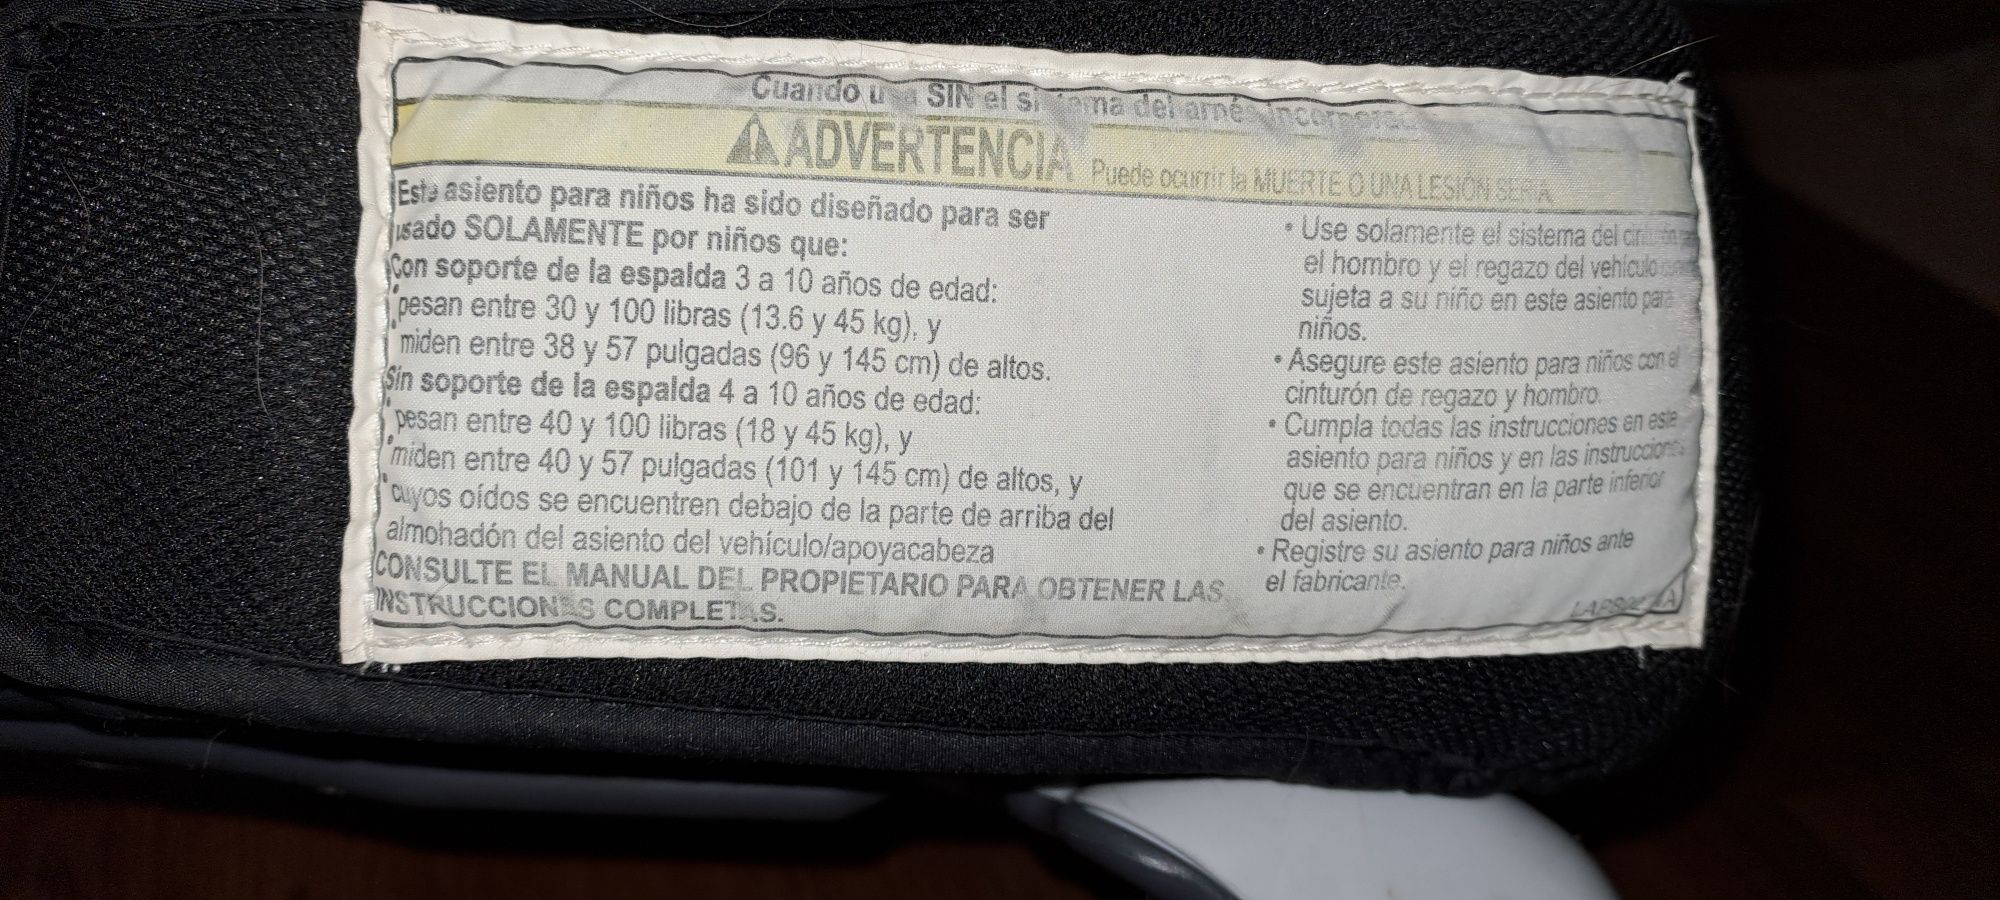 Cuando SIN el del arnés
ADVERTENCIA Puede ocurrir la MUERTE O UNA LESIÓN SERIA
Este asiento para niños ha sido diseñado para ser
usado SOLAMENTE por niños que:
Con soporte de la espalda 3 a 10 años de edad:
• pesan entre 30 y 100 libras (13.6 y 45 kg), y
• miden entre 38 y 57 pulgadas (96 y 145 cm) de altos.
Sin soporte de la espalda 4 a 10 años de edad:
• pesan entre 40 y 100 libras (18 y 45 kg), y
• miden entre 40 y 57 pulgadas (101 y 145 cm) de altos, y
• cuyos oídos se encuentren debajo de la parte de arriba del
almohadón del asiento del vehículo/apoyacabeza
CONSULTE EL MANUAL DEL PROPIETARIO PARA OBTENER LAS
INSTRUCCIONES COMPLETAS.
• Use solamente el sistema del
el hombro y el regazo del vehículo
sujeta a su niño en este asiento para
niños.
• Asegure este asiento para niños con el
cinturón de regazo y hombro.
• Cumpla todas las instrucciones en este
asiento para niños y en las instrucciones
que se encuentran en la parte inferior
del asiento.
• Registre su asiento para niños ante
el fabricante.